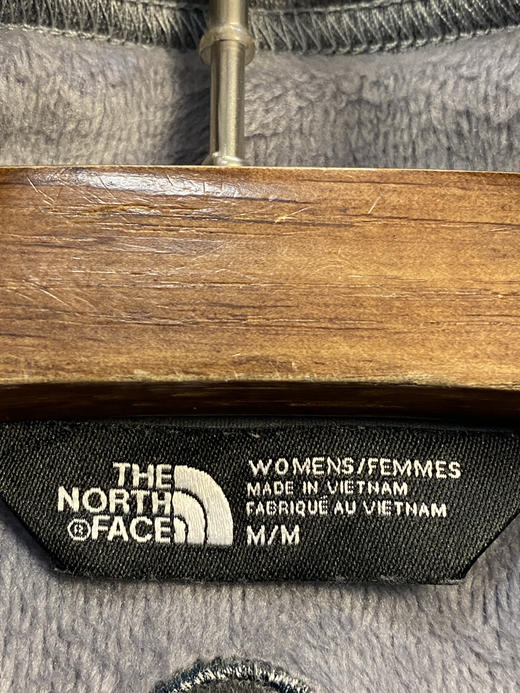 THE
NORTH
®FACE
WOMENS/FEMMES
MADE IN VIETNAM
FABRIQUÉ AU VIETNAM
M/M